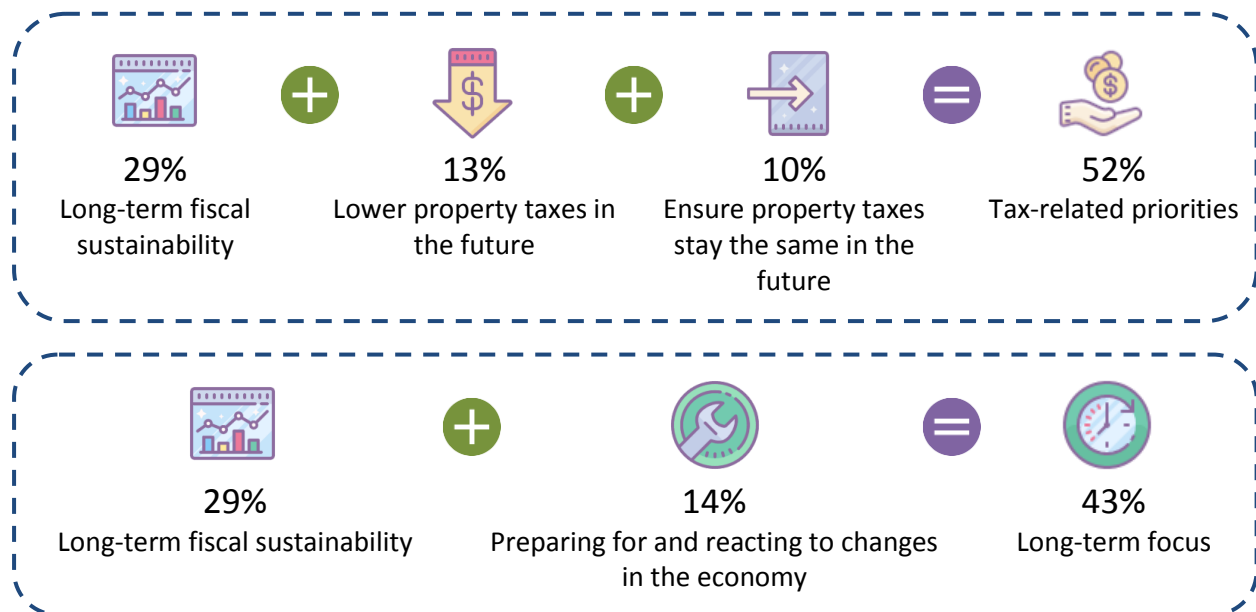 29%
Long-term fiscal
sustainability
13%
Lower property taxes in
the future
10%
Ensure property taxes
stay the same in the
future
52%
Tax-related priorities
29%
Long-term fiscal sustainability
14%
Preparing for and reacting to changes
in the economy
43%
Long-term focus